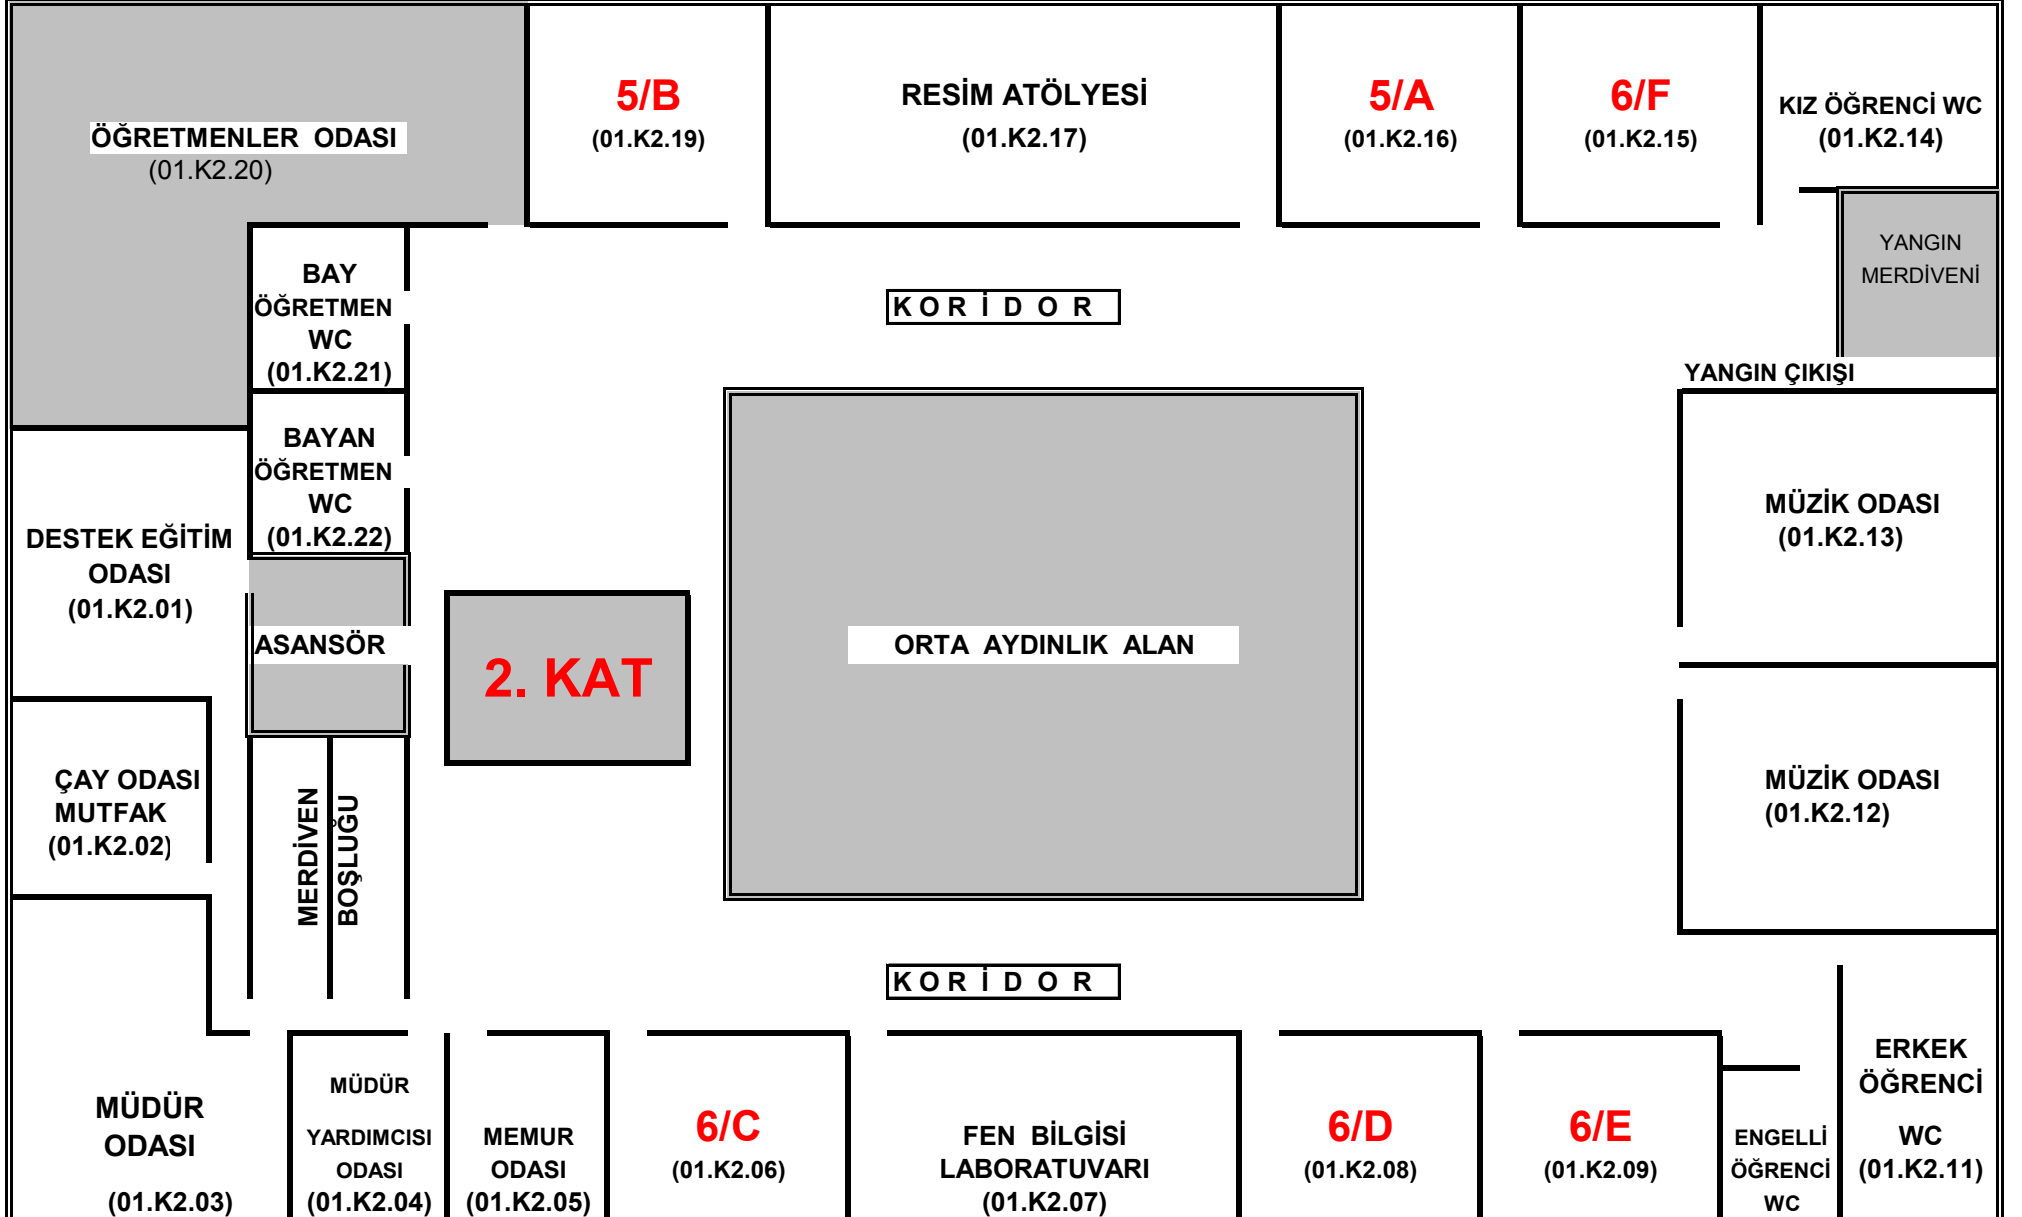 5/B
(01.K2.19)
RESİM ATÖLYESİ
(01.K2.17)
5/A
(01.K2.16)
6/F
(01.K2.15)
KIZ ÖĞRENCİ WC
(01.K2.14)
ÖĞRETMENLER ODASI
(01.K2.20)
YANGIN
MERDİVENİ
BAY
ÖĞRETMEN
WC
(01.K2.21)
KORİDOR
YANGIN ÇIKIŞI
BAYAN
ÖĞRETMEN
WC
(01.K2.22)
DESTEK EĞİTİM
ODASI
(01.K2.01)
MÜZİK ODASI
(01.K2.13)
ASANSÖR
2. KAT
ORTA AYDINLIK ALAN
ÇAY ODASI
MUTFAK
(01.K2.02)
MERDİVEN
BOŞLUĞU
MÜZİK ODASI
(01.K2.12)
KORİDOR
MÜDÜR
ODASI
(01.K2.03)
MÜDÜR
YARDIMCISI
ODASI
(01.K2.04)
MEMUR
ODASI
(01.K2.05)
6/C
(01.K2.06)
FEN BİLGİSİ
LABORATUVARI
(01.K2.07)
6/D
(01.K2.08)
6/E
(01.K2.09)
ENGELLİ
ÖĞRENCİ
WC
ERKEK
ÖĞRENCİ
WC
(01.K2.11)